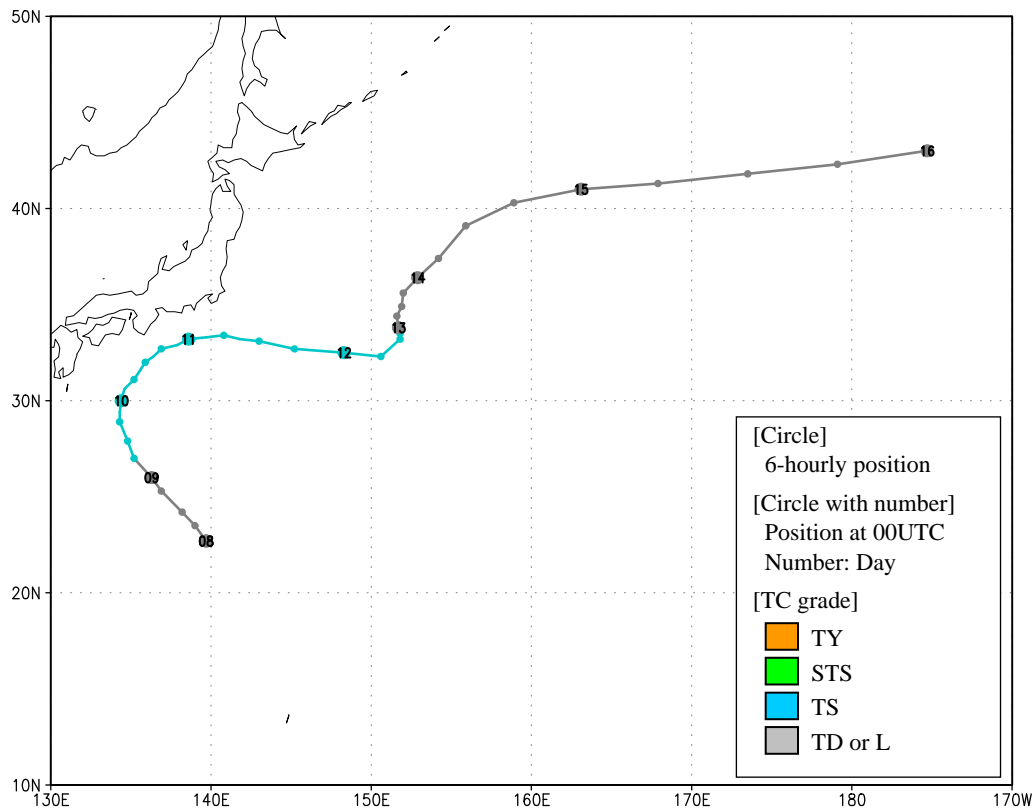 50N
40N
30N
20N
10N
130E 140E 150E 160E 170E 180 170W
16
15
14
13
12
11
10
09
08
[Circle]
6-hourly position
[Circle with number]
Position at 00UTC
Number: Day
[TC grade]
TY
STS
TS
TD or L